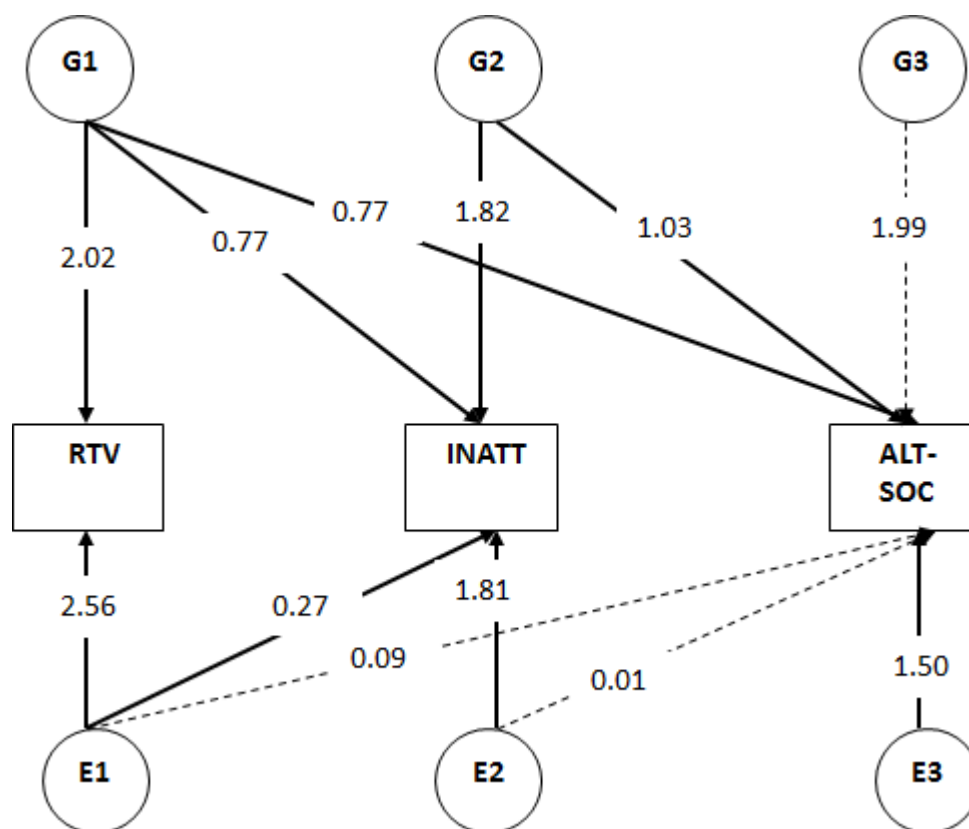 G1
G2
G3
0.77
1.82
1.03
1.99
0.77
2.02
RTV
INATT
ALT-
SOC
2.56
0.27
1.81
0.09
0.01
1.50
E1
E2
E3